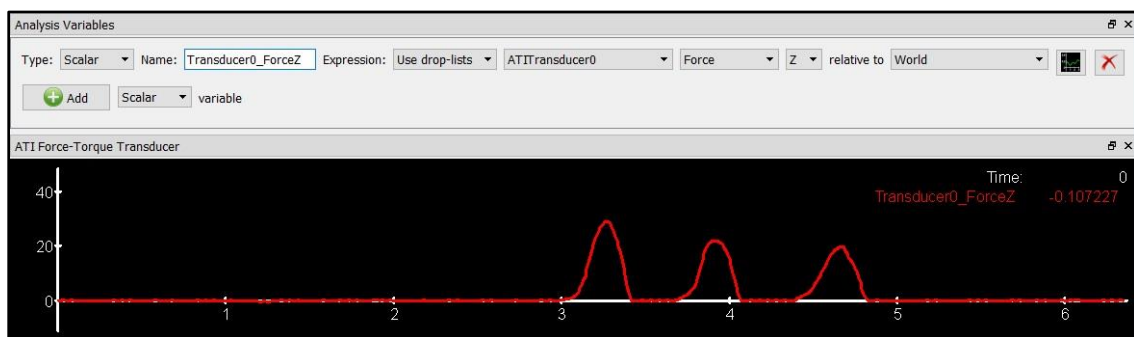 Analysis Variables
Type: Scalar Name: Transducer0_ForceZ Expression: Use drop-lists ATITransducer0 Force Z relative to World
Add Scalar variable
ATI Force-Torque Transducer
Time: 0
Transducer0_ForceZ -0.107227
40
20
0
1 2 3 4 5 6